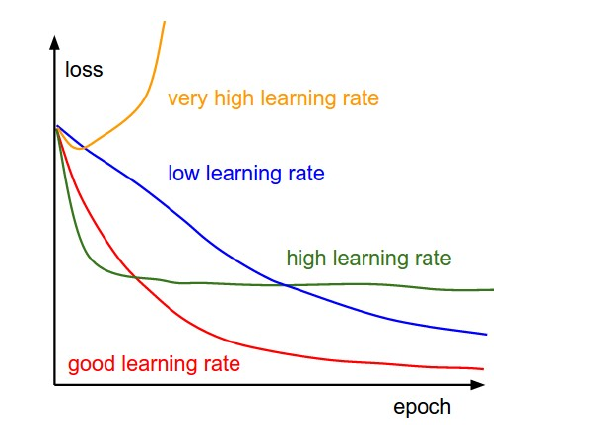 loss
very high learning rate
low learning rate
high learning rate
good learning rate
epoch